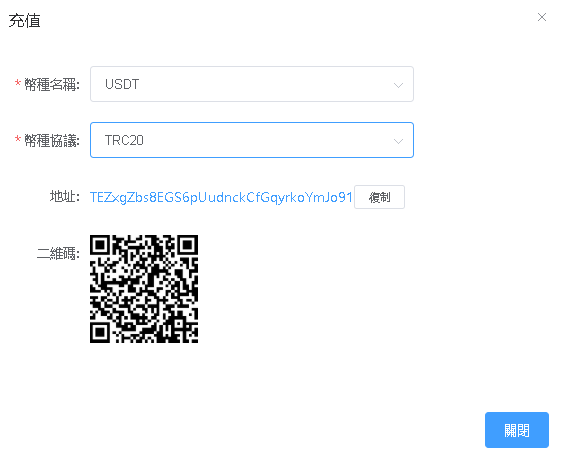 充值
* 幣種名稱: USDT
* 幣種協議: TRC20
地址: TEZxgZbs8EGS6pUudnckCfGqyrkoYmJo91 復制
二維碼:
關閉